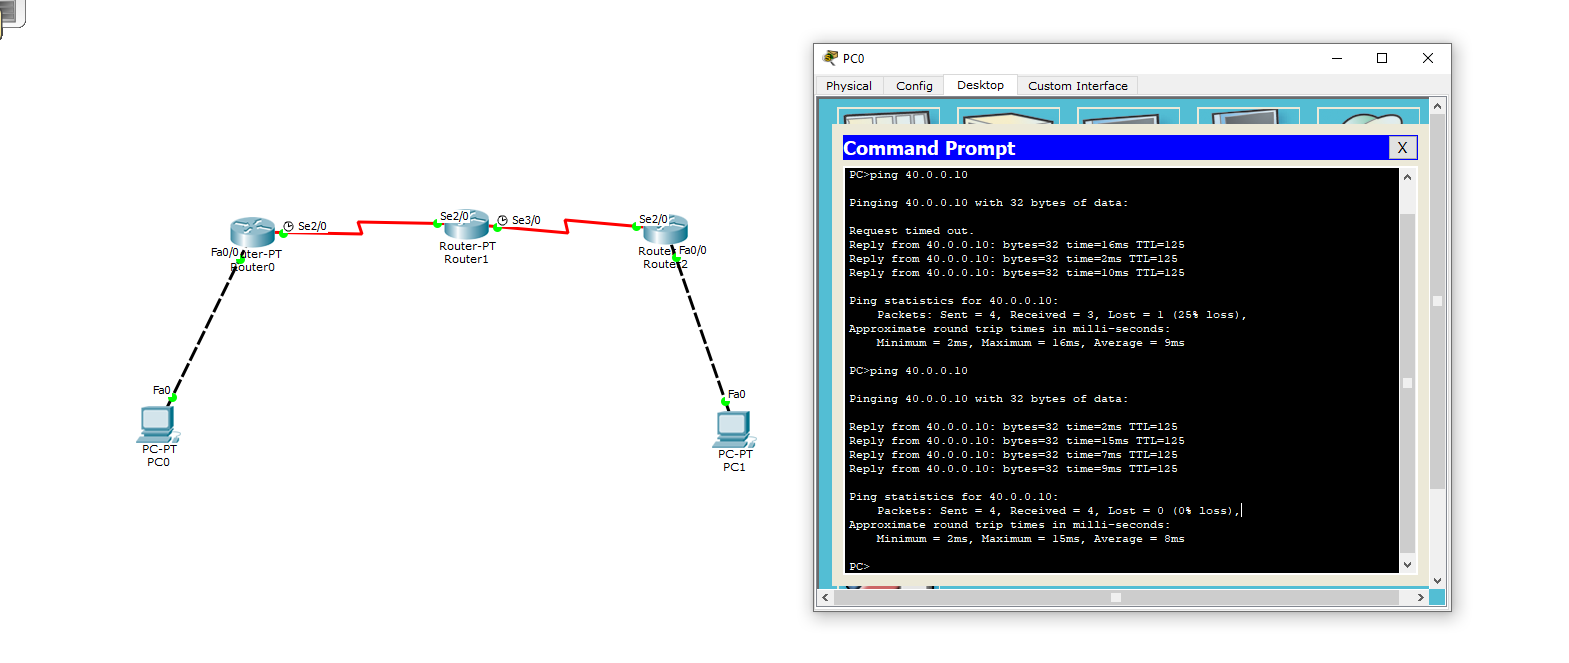 Se2/0
Se2/0
Se3/0
Se2/0
Fa0/0
uter-PT
Router0
Router-PT
Router1
Route
Fa0/0
Router2
Fa0
PC-PT
PC0
Fa0
PC-PT
PC1
PC0
Physical Config Desktop Custom Interface
Command Prompt X
PC>ping 40.0.0.10
Pinging 40.0.0.10 with 32 bytes of data:
Request timed out.
Reply from 40.0.0.10: bytes=32 time=16ms TTL=125
Reply from 40.0.0.10: bytes=32 time=2ms TTL=125
Reply from 40.0.0.10: bytes=32 time=10ms TTL=125
Ping statistics for 40.0.0.10:
Packets: Sent = 4, Received = 3, Lost = 1 (25% loss),
Approximate round trip times in milli-seconds:
Minimum = 2ms, Maximum = 16ms, Average = 9ms
PC>ping 40.0.0.10
Pinging 40.0.0.10 with 32 bytes of data:
Reply from 40.0.0.10: bytes=32 time=2ms TTL=125
Reply from 40.0.0.10: bytes=32 time=15ms TTL=125
Reply from 40.0.0.10: bytes=32 time=7ms TTL=125
Reply from 40.0.0.10: bytes=32 time=9ms TTL=125
Ping statistics for 40.0.0.10:
Packets: Sent = 4, Received = 4, Lost = 0 (0% loss),
Approximate round trip times in milli-seconds:
Minimum = 2ms, Maximum = 15ms, Average = 8ms
PC>